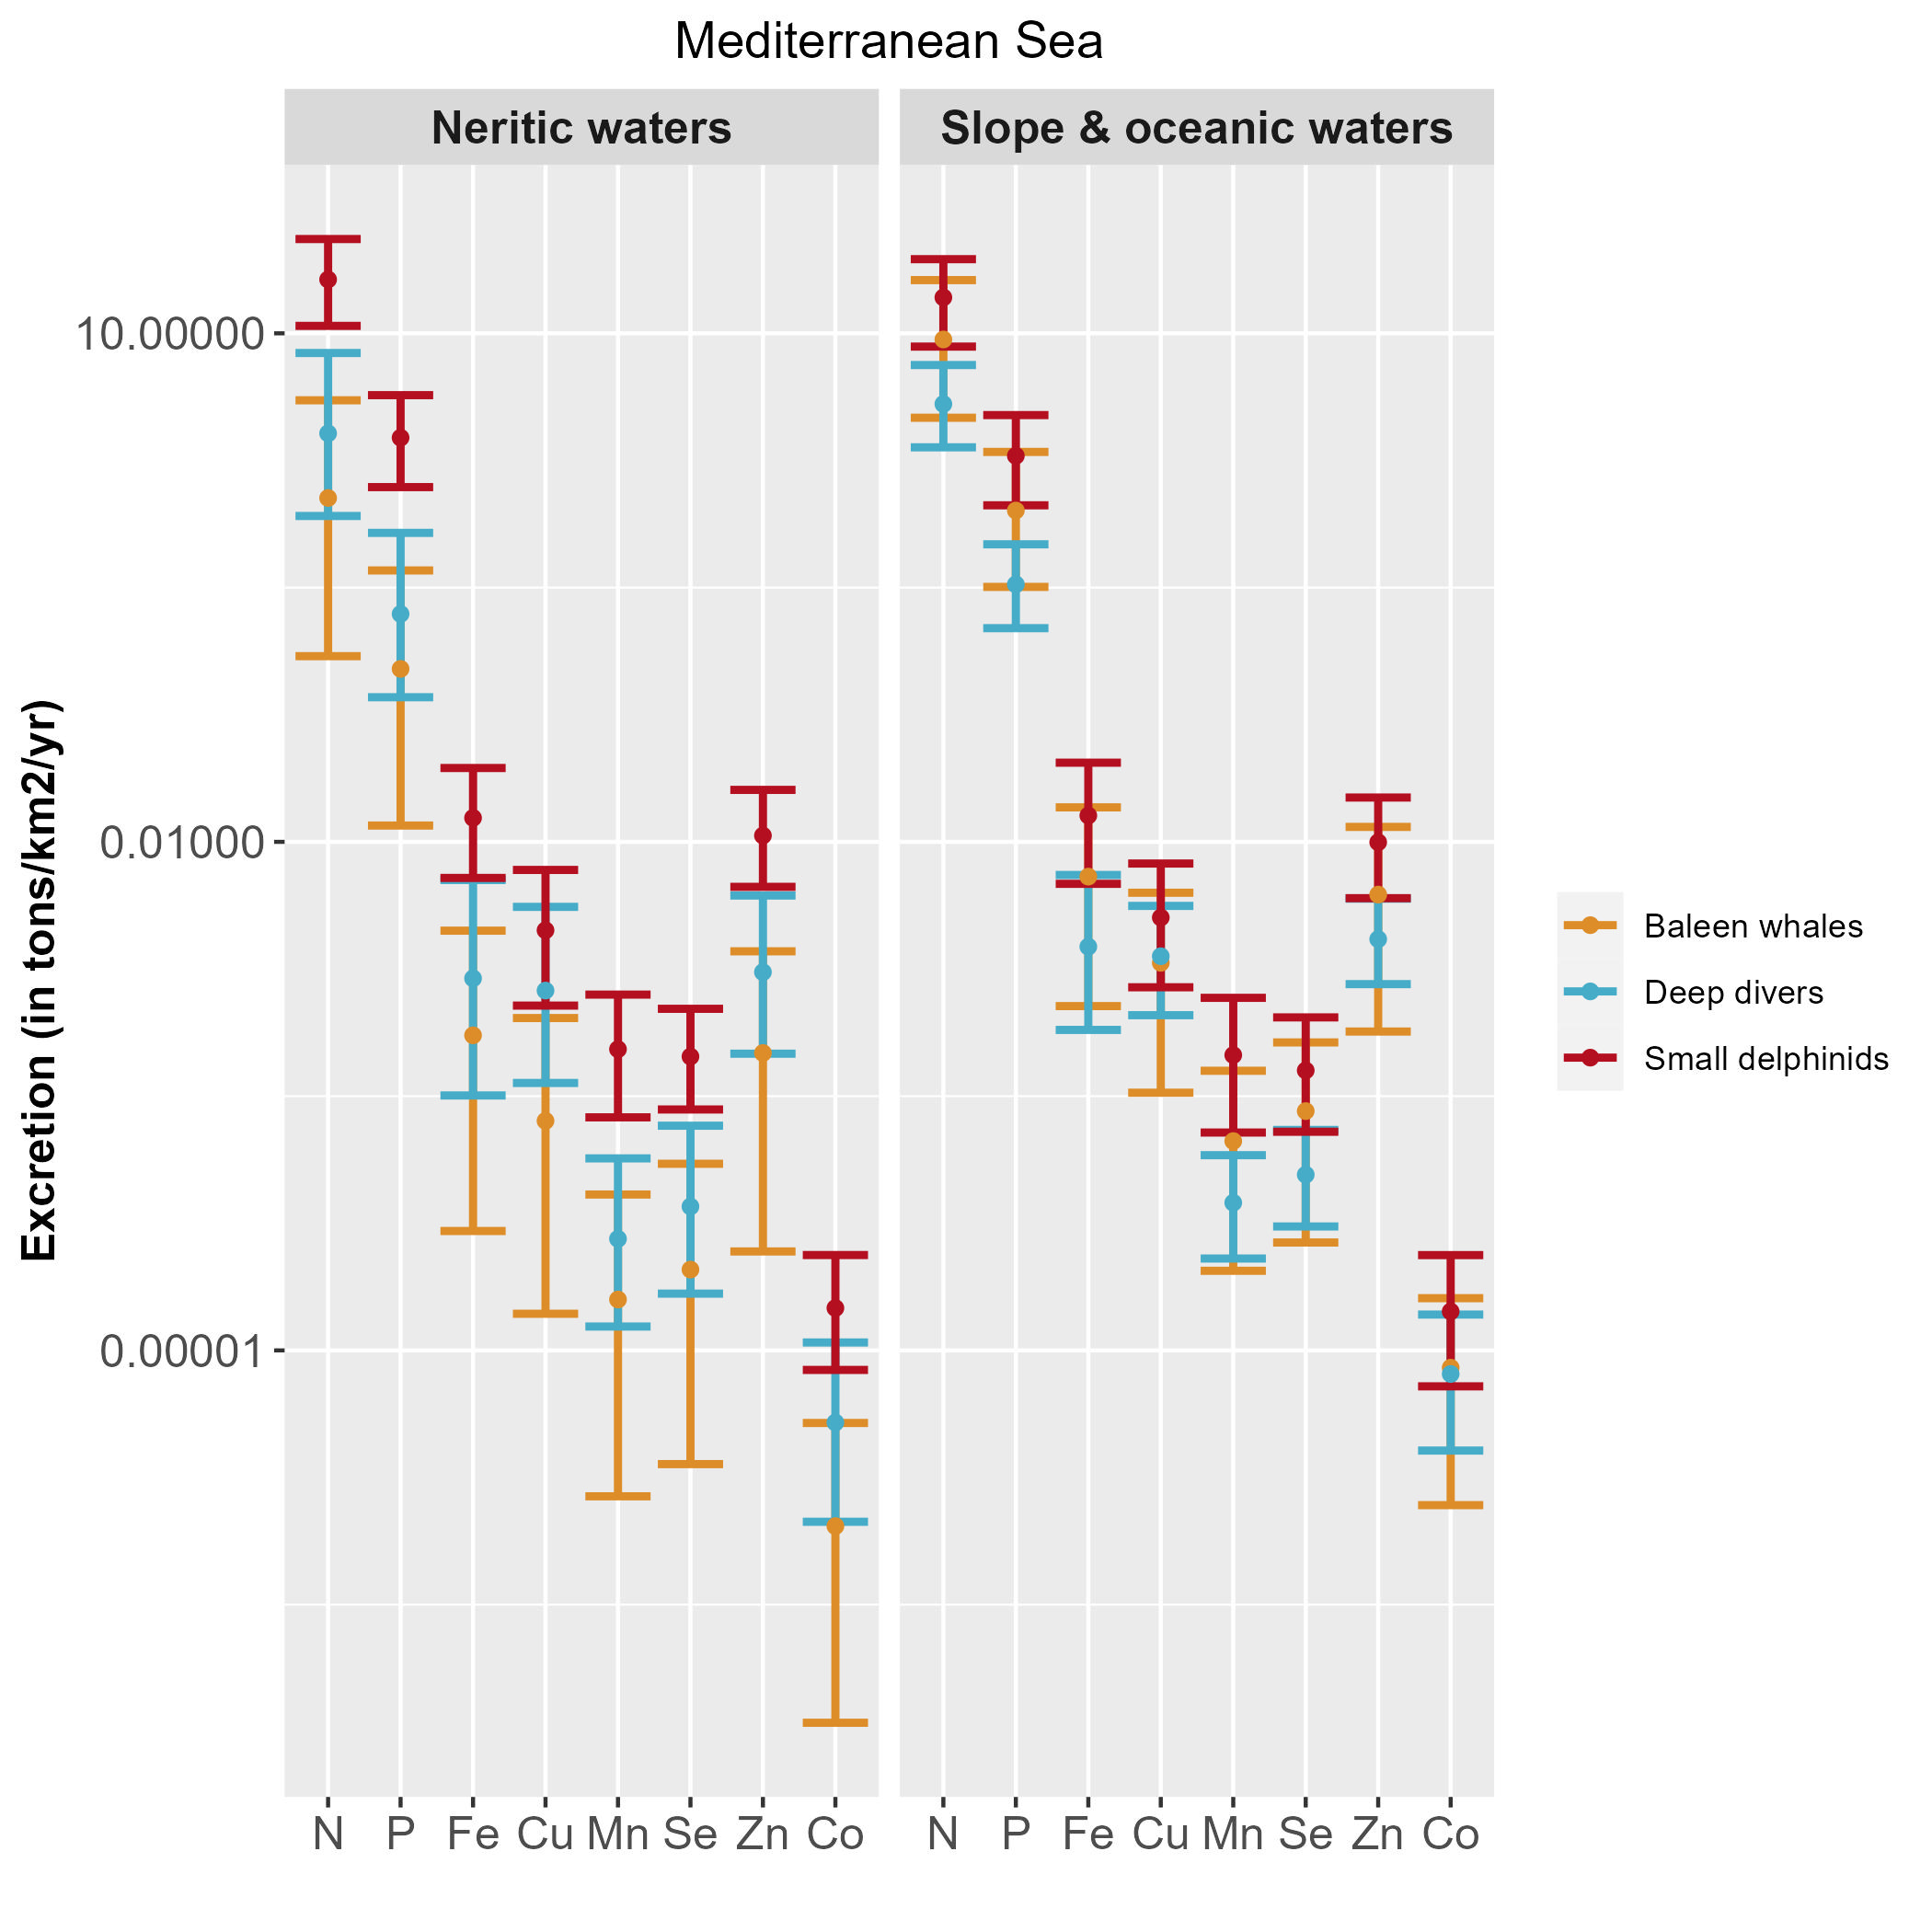 Mediterranean Sea
Neritic waters
Slope & oceanic waters
Excretion (in tons/km2/yr)
10.00000
0.01000
0.00001
N P Fe Cu Mn Se Zn Co
N P Fe Cu Mn Se Zn Co
Baleen whales
Deep divers
Small delphinids